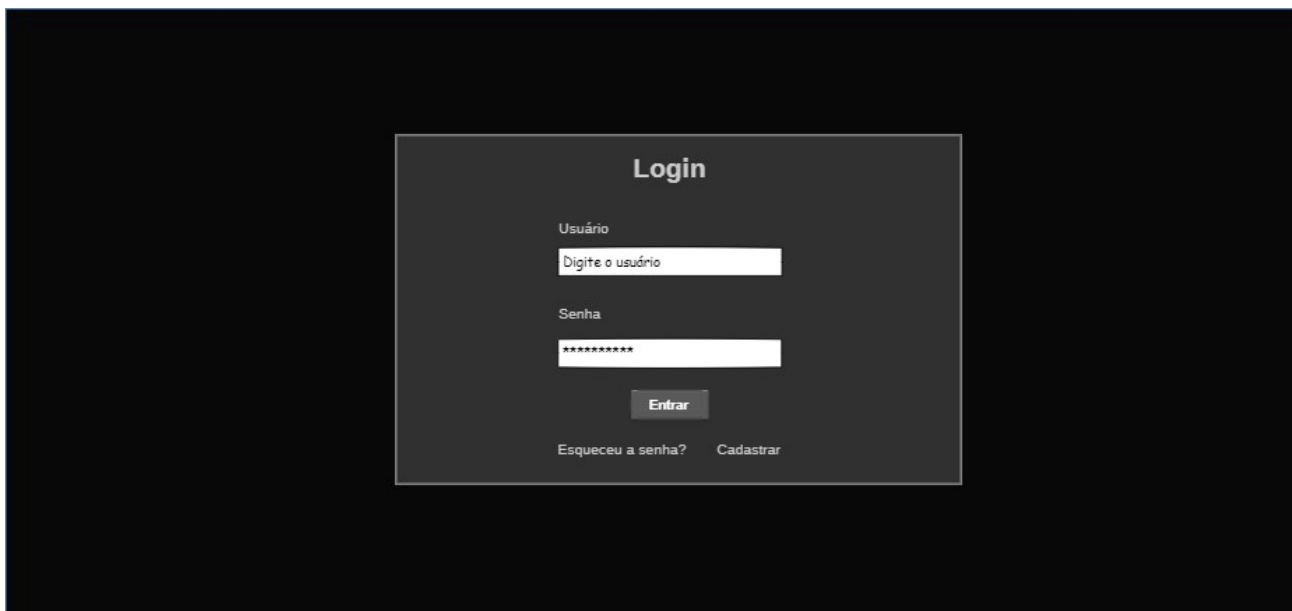 Login
Usuário
Digite o usuário
Senha
**********
Entrar
Esqueceu a senha? Cadastrar